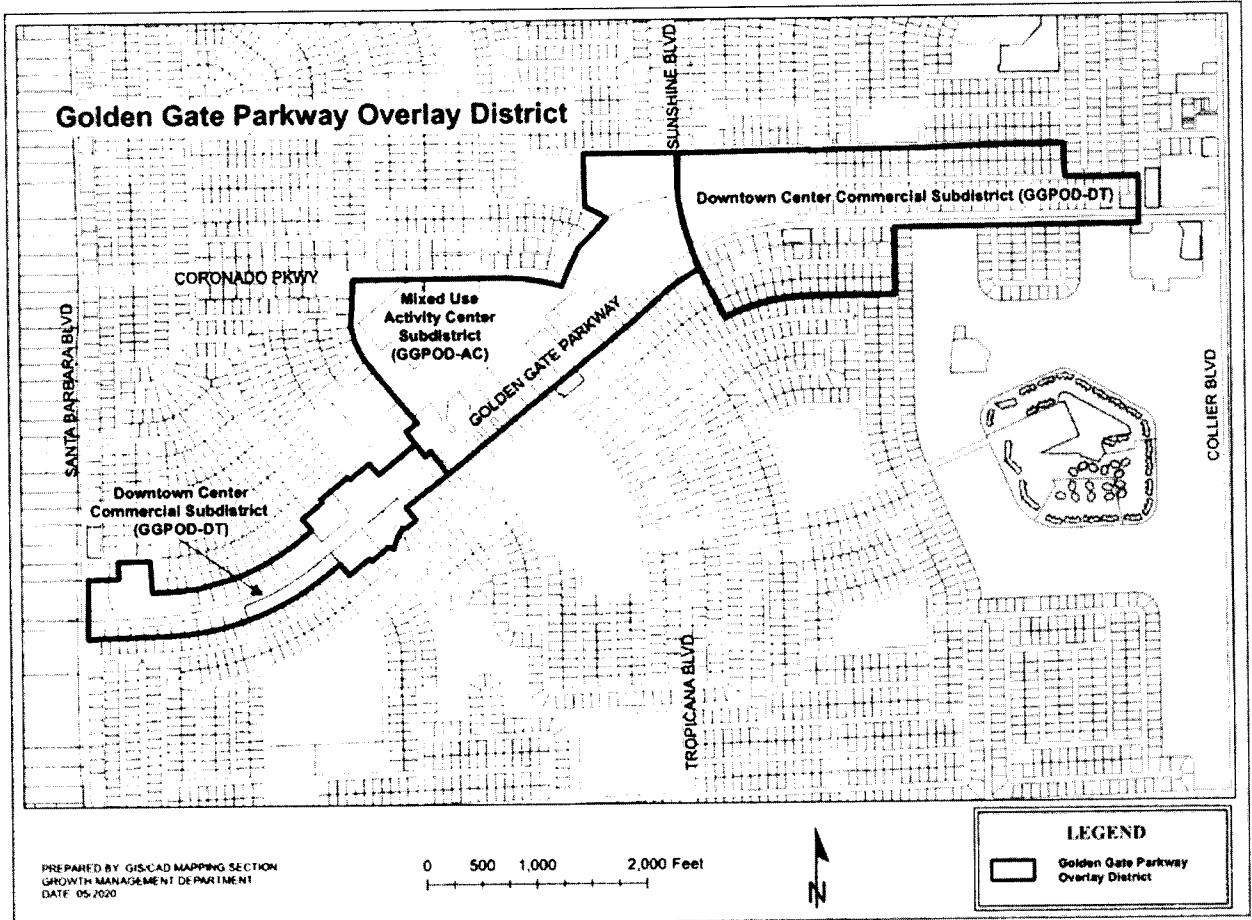 Golden Gate Parkway Overlay District
SUNSHINE BLVD
Downtown Center Commercial Subdistrict (GGPOD-DT)
CORONADO PKWY
Mixed Use
Activity Center
Subdistrict
(GGPOD-AC)
GOLDEN GATE PARKWAY
SANTA BARBARA BLVD
COLLIER BLVD
Downtown Center
Commercial Subdistrict
(GGPOD-DT)
TROPICANA BLVD
PREPARED BY GIS/CAD MAPPING SECTION
GROWTH MANAGEMENT DEPARTMENT
DATE 05/2020
0 500 1,000 2,000 Feet
N
LEGEND
Golden Gate Parkway
Overlay District